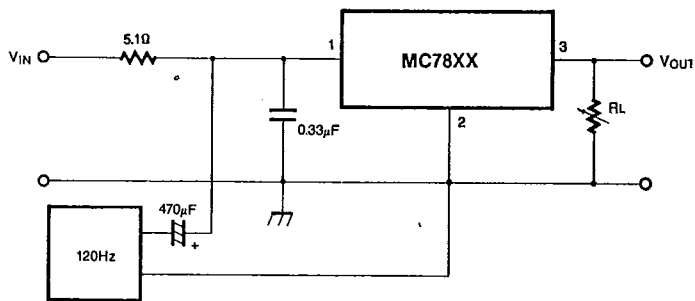 5.1Ω
VIN
1
MC78XX
3
VOUT
0.33µF
2
RL
470µF
+
120Hz